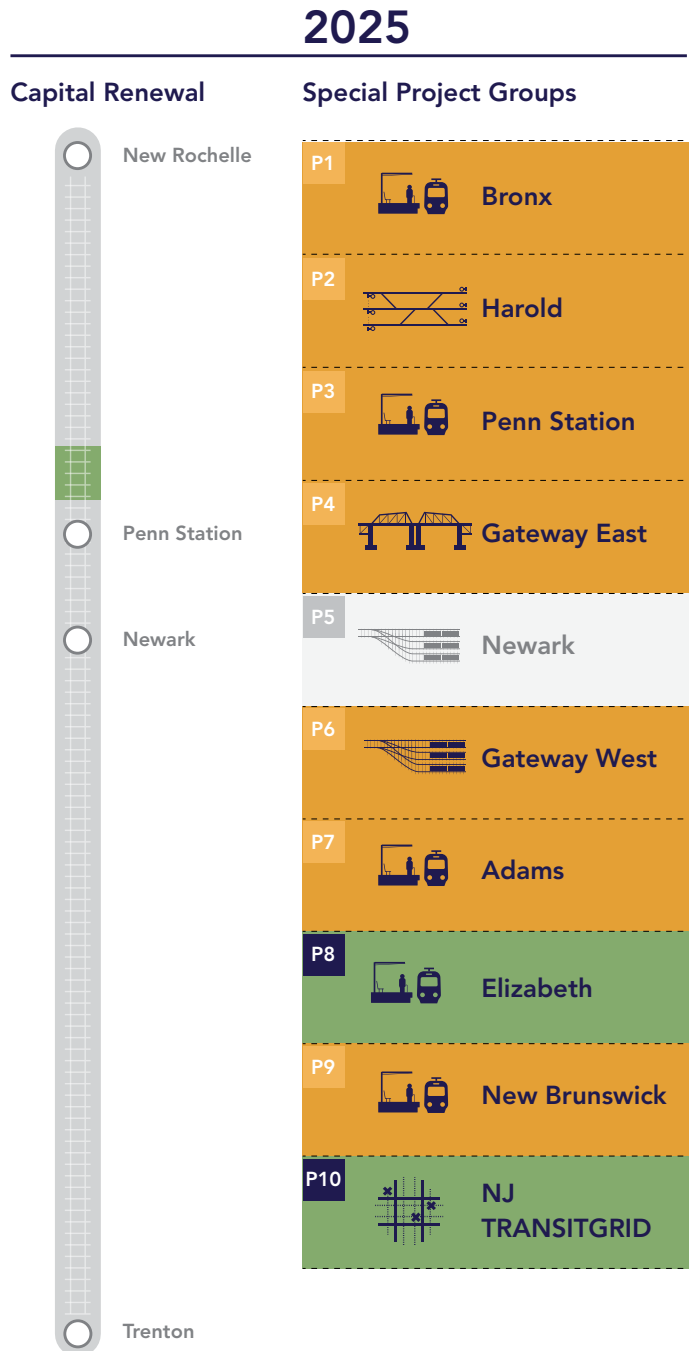 2025
Capital Renewal
Special Project Groups
New Rochelle
Penn Station
Newark
Trenton
P1
Bronx
P2
Harold
P3
Penn Station
P4
Gateway East
P5
Newark
P6
Gateway West
P7
Adams
P8
Elizabeth
P9
New Brunswick
P10
NJ
TRANSITGRID